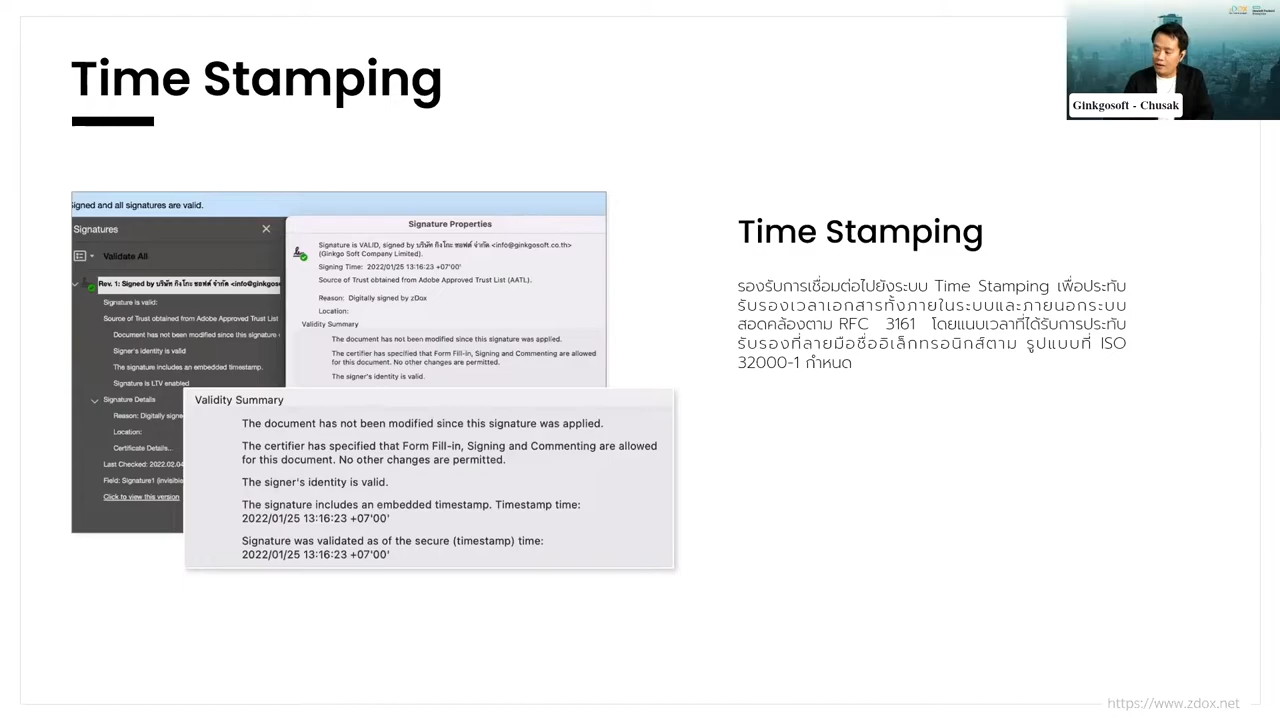 Time Stamping
Ginkgosoft - Chusak
signed and all signatures are valid.
Signatures
Validate All
Rev. 1: Signed by บริษัท กิงโกะ ซอฟต์ จำกัด <info@ginkgos
Signature is valid:
Source of Trust obtained from Adobe Approved Trust List
Document has not been modified since this signature
Signer's identity is valid
The signature includes an embedded timestamp.
Signature is LTV enabled
Signature Details
Reason: Digitally signe
Location:
Certificate Details...
Last Checked: 2022.02.04
Field: Signature1 (invisible
Click to view this version
Signature Properties
Signature is VALID, signed by บริษัท กิงโกะ ซอฟต์ จำกัด <info@ginkgosoft.co.th>
(Ginkgo Soft Company Limited).
Signing Time: 2022/01/25 13:16:23 +07'00'
Source of Trust obtained from Adobe Approved Trust List (AATL).
Reason: Digitally signed by zDox
Location:
Validity Summary
The document has not been modified since this signature was applied.
The certifier has specified that Form Fill-in, Signing and Commenting are allowed
for this document. No other changes are permitted.
The signer's identity is valid.
Validity Summary
The document has not been modified since this signature was applied.
The certifier has specified that Form Fill-in, Signing and Commenting are allowed
for this document. No other changes are permitted.
The signer's identity is valid.
The signature includes an embedded timestamp. Timestamp time:
2022/01/25 13:16:23 +07'00'
Signature was validated as of the secure (timestamp) time:
2022/01/25 13:16:23 +07'00'
Time Stamping
รองรับการเชื่อมต่อไปยังระบบ Time Stamping เพื่อประทับ
รับรองเวลาเอกสารทั้งภายในระบบและภายนอกระบบ
สอดคล้องตาม RFC 3161 โดยแนบเวลาที่ได้รับการประทับ
รับรองที่ลายมือชื่ออิเล็กทรอนิกส์ตาม รูปแบบที่ ISO
32000-1 กำหนด
https://www.zdox.net